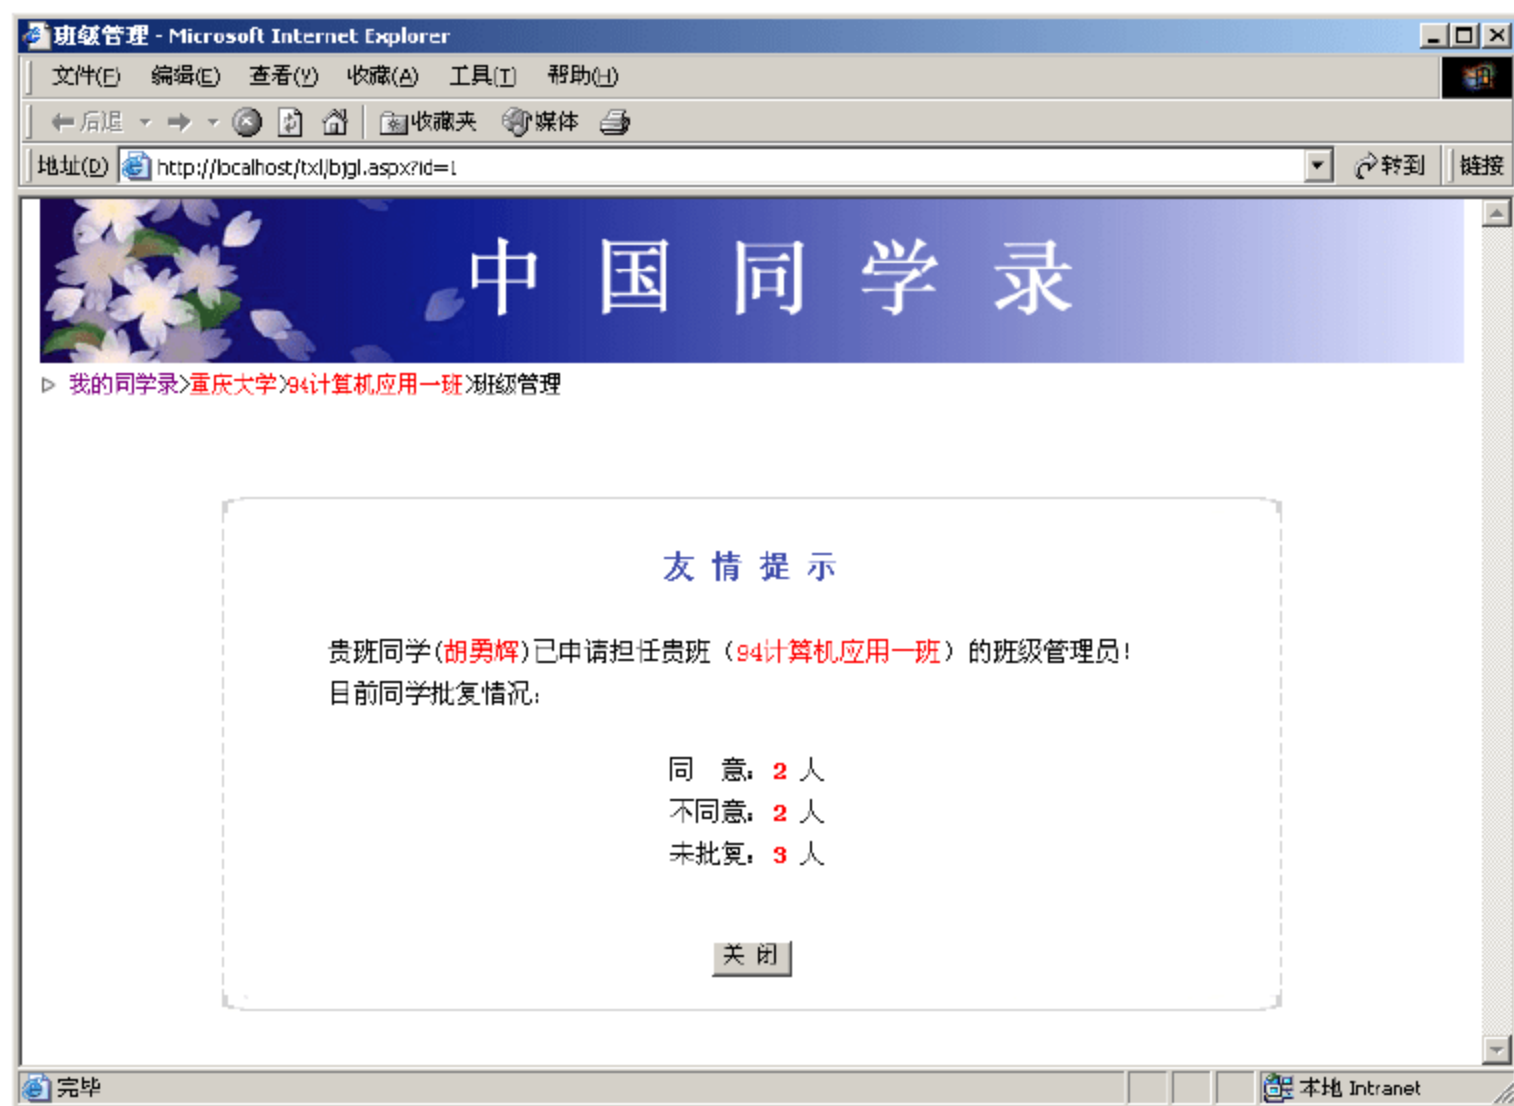 班级管理 - Microsoft Internet Explorer
文件(F) 编辑(E) 查看(V) 收藏(A) 工具(T) 帮助(H)
后退 收藏夹 媒体
地址(D) http://localhost/txl/bjgl.aspx?id=1 转到 链接
中国同学录
我的同学录>重庆大学>94计算机应用一班>班级管理
友情提示
贵班同学(胡勇辉)已申请担任贵班（94计算机应用一班）的班级管理员!
目前同学批复情况:
同 意: 2 人
不同意: 2 人
未批复: 3 人
关 闭
完毕 本地 Intranet